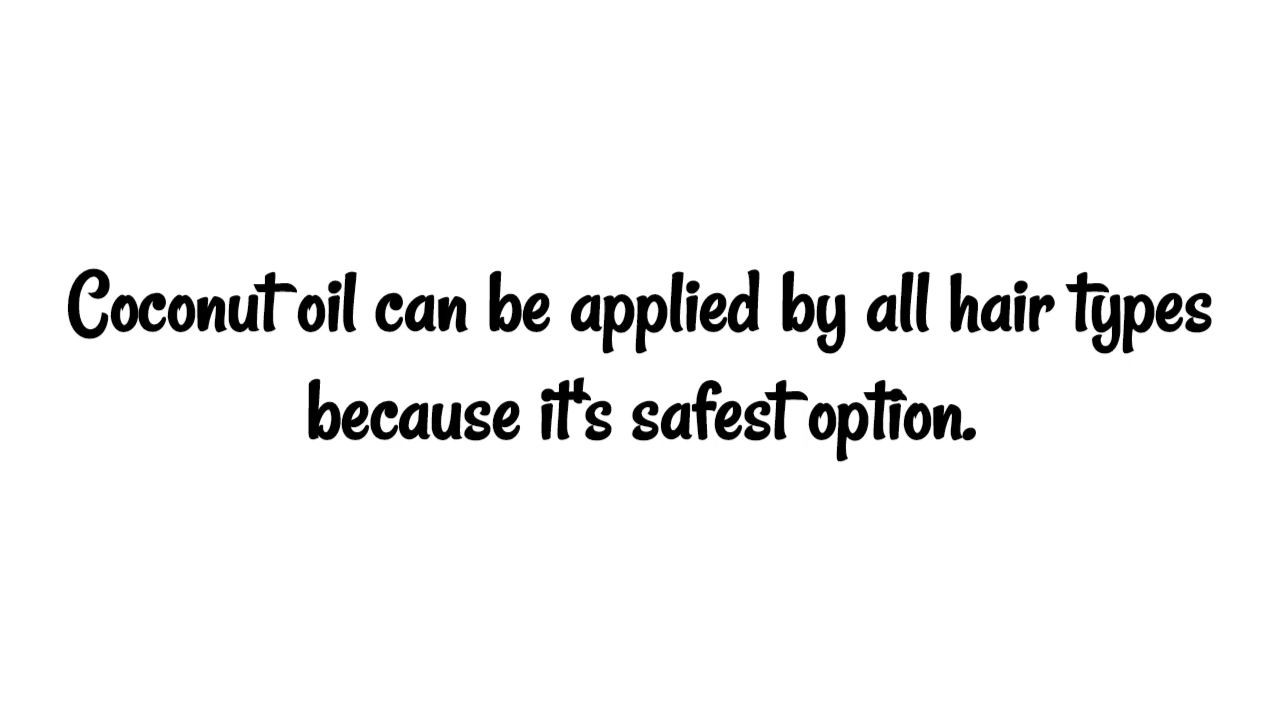 Coconut oil can be applied by all hair types
because it's safest option.